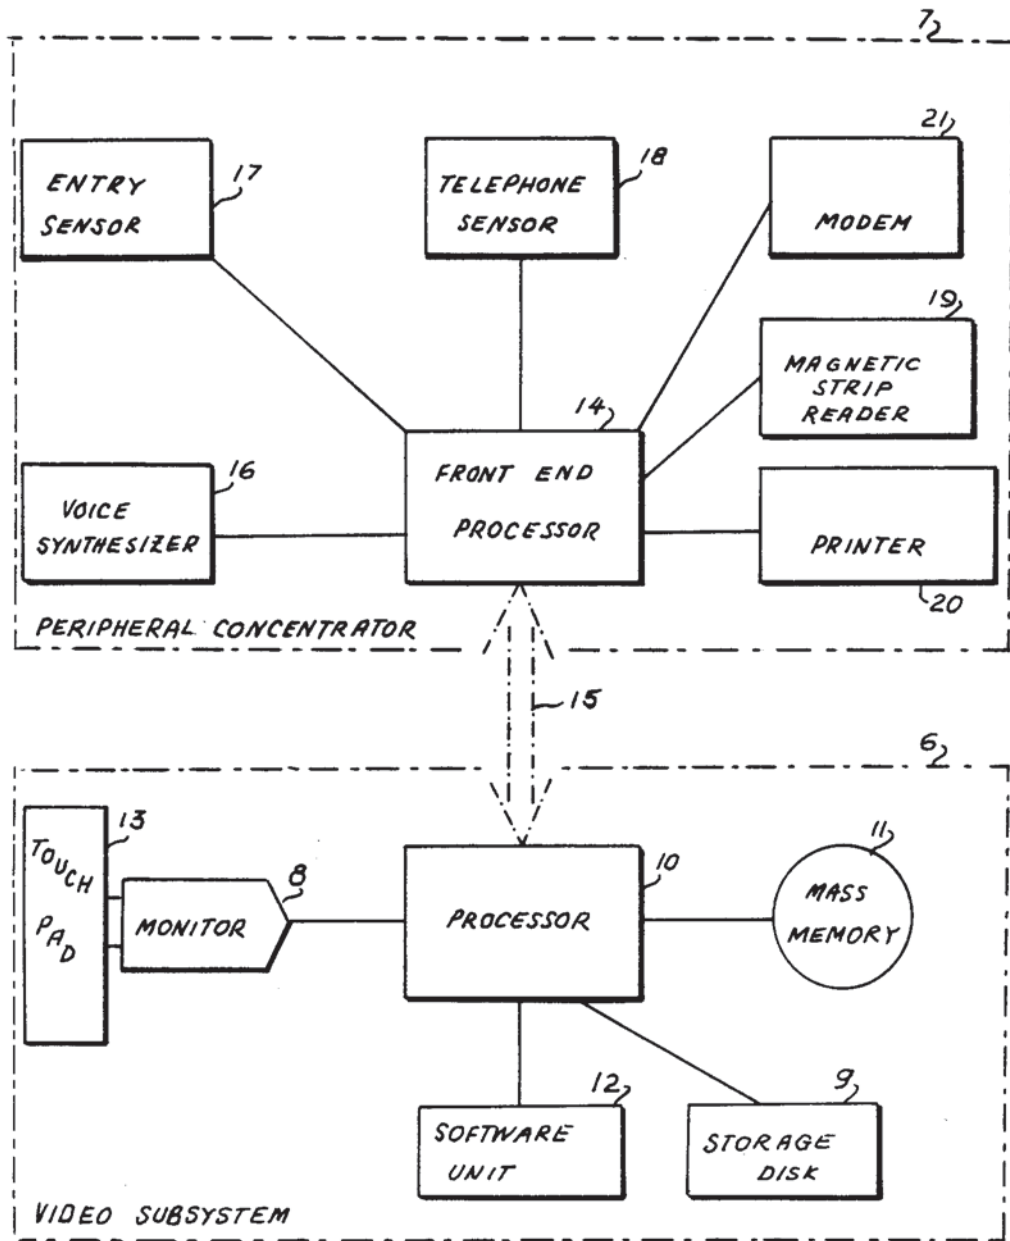 7
21
ENTRY
SENSOR
17
TELEPHONE
SENSOR
18
MODEM
19
MAGNETIC
STRIP
READER
14
FRONT END
PROCESSOR
16
VOICE
SYNTHESIZER
PRINTER
20
PERIPHERAL CONCENTRATOR
15
6
13
TOUCH
PAD
8
MONITOR
10
PROCESSOR
11
MASS
MEMORY
12
SOFTWARE
UNIT
9
STORAGE
DISK
VIDEO SUBSYSTEM